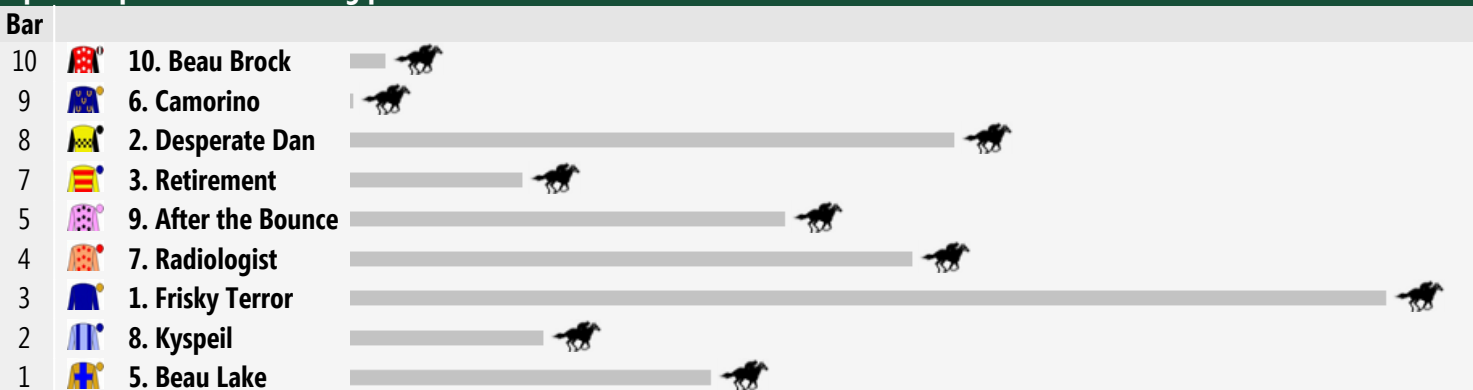 Bar
10 10. Beau Brock
9 6. Camorino
8 2. Desperate Dan
7 3. Retirement
5 9. After the Bounce
4 7. Radiologist
3 1. Frisky Terror
2 8. Kyspeil
1 5. Beau Lake